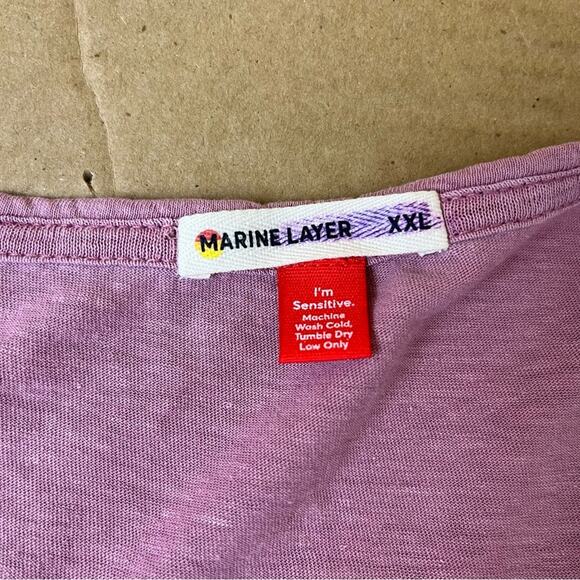 MARINE LAYER XXL
I'm
Sensitive.
Machine
Wash Cold,
Tumble Dry
Low Only